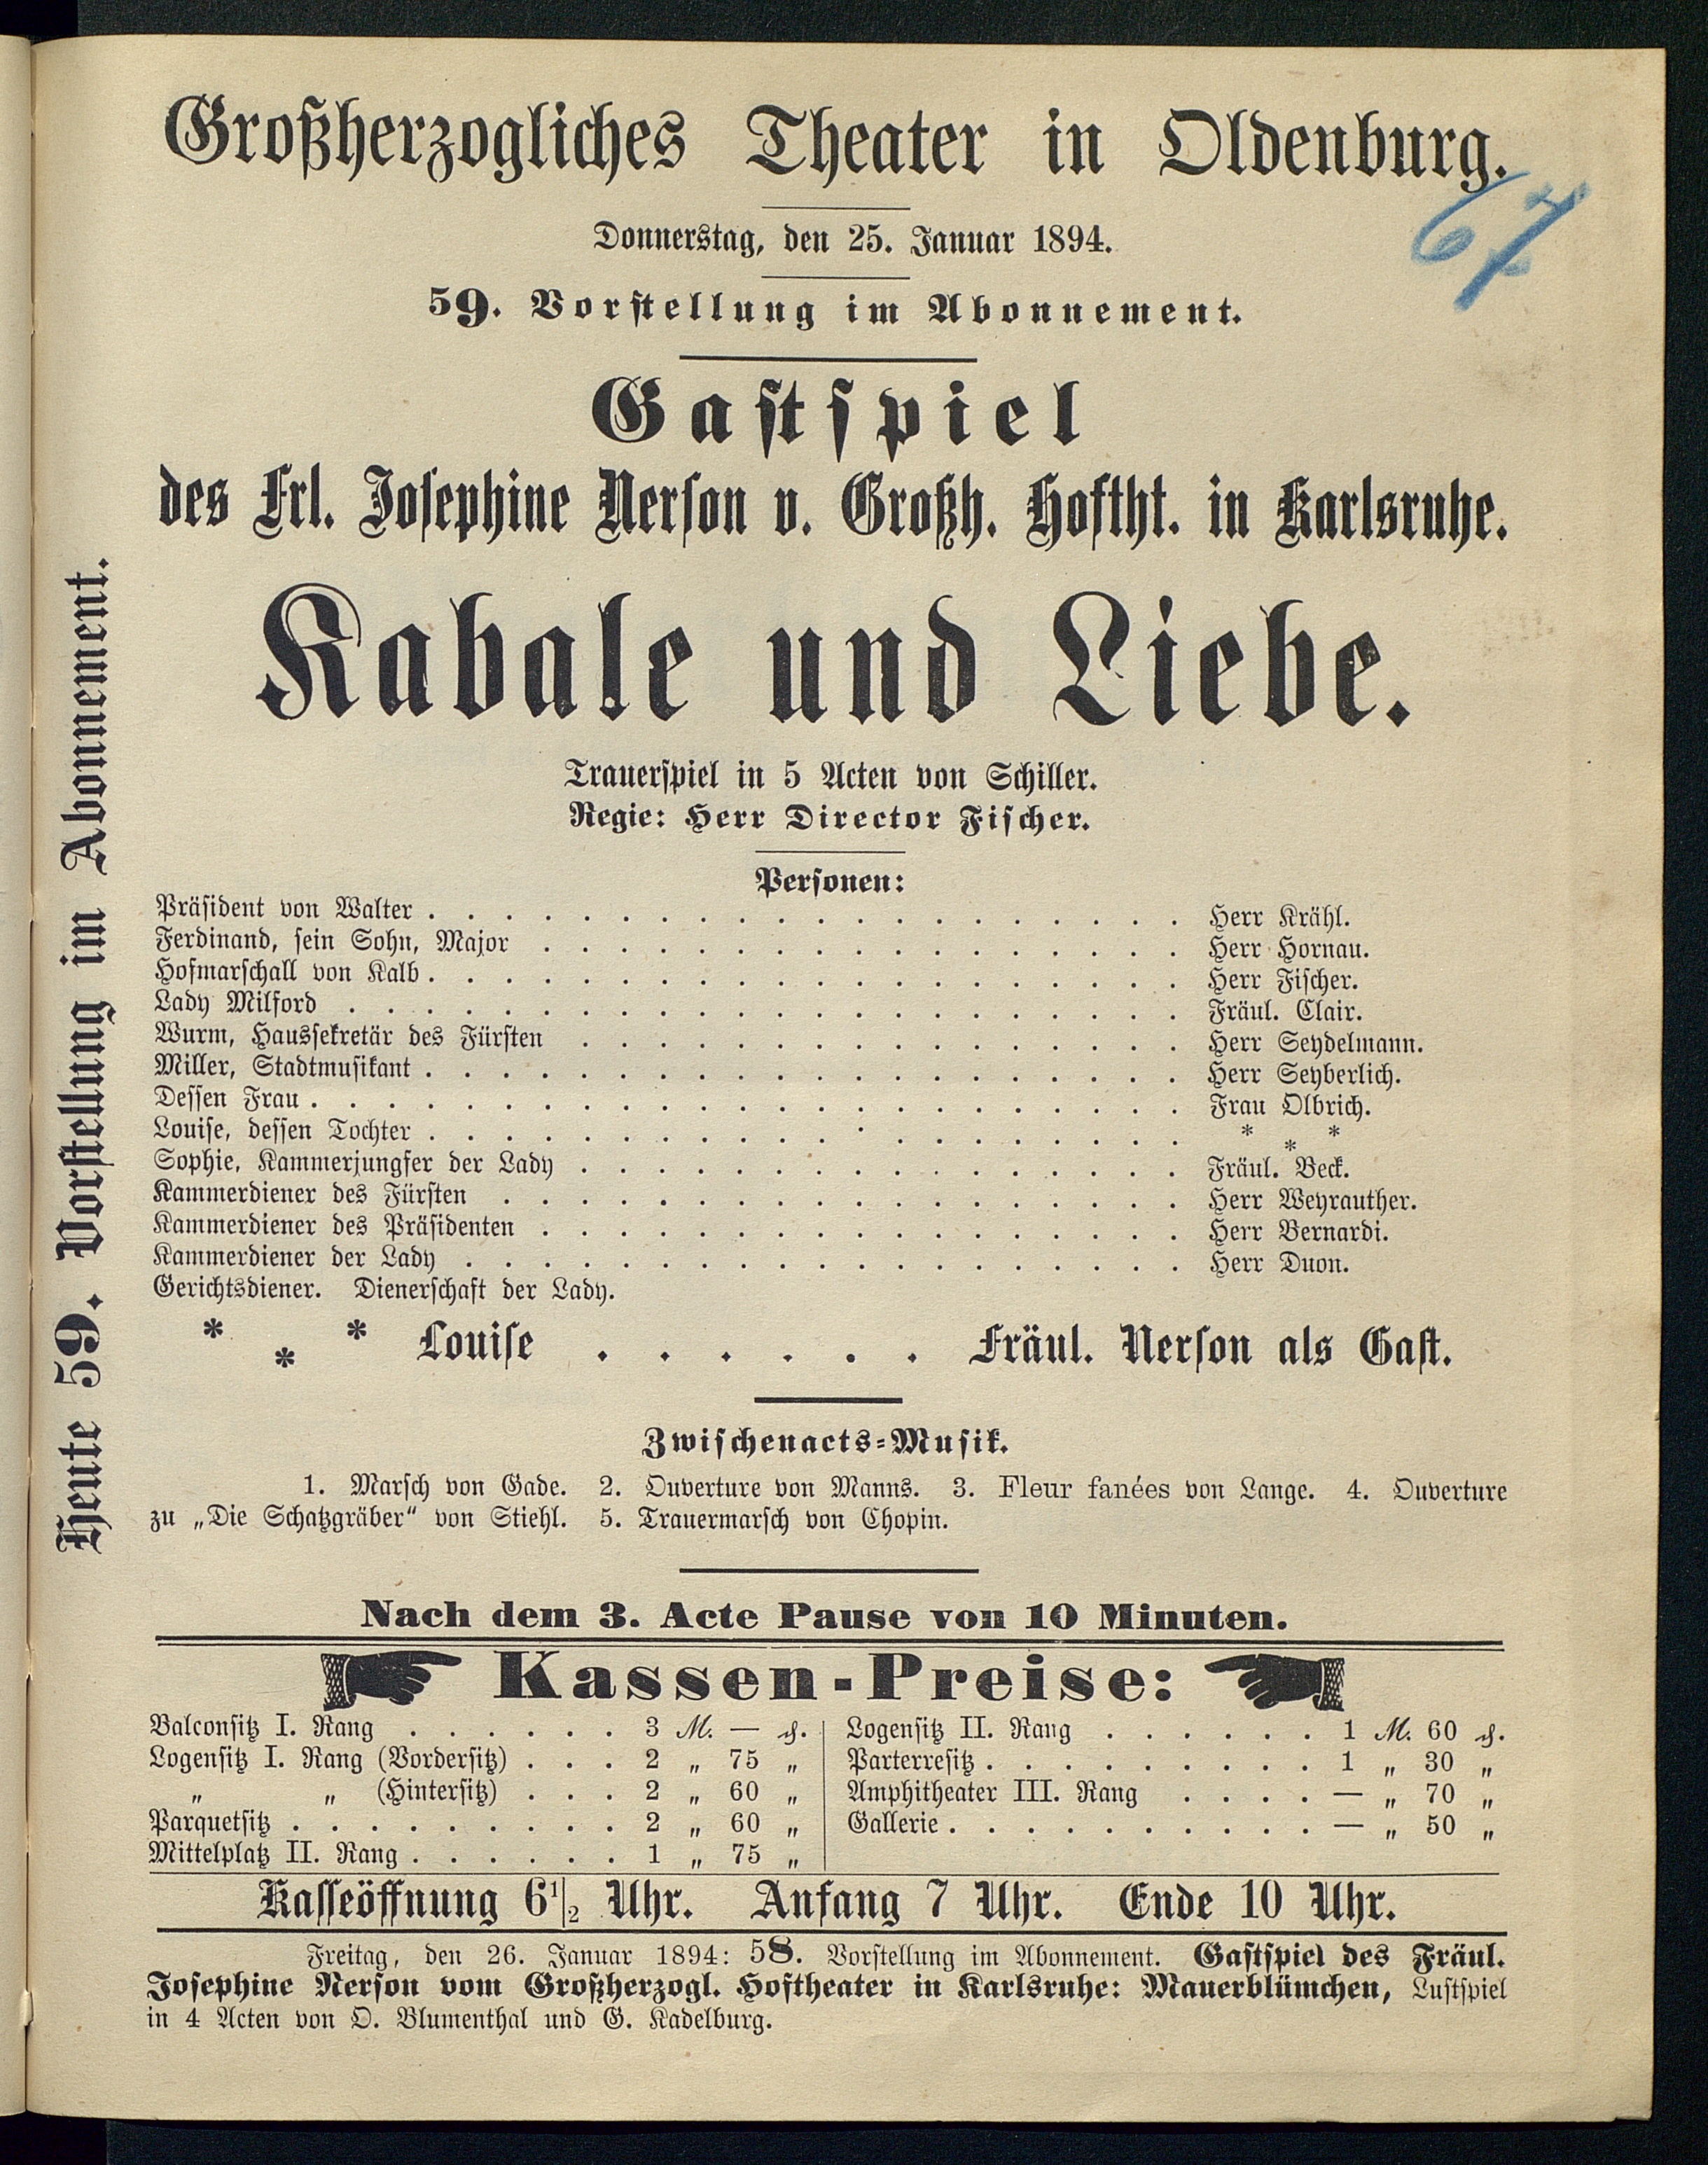 Großherzogliches Theater in Oldenburg.
67
Donnerstag, den 25. Januar 1894.
59. Vorstellung im Abonnement.
Gastspiel
des Frl. Josephine Nerson v. Großh. Hoftht. in Karlsruhe.
Kabale und Liebe.
Trauerspiel in 5 Acten von Schiller.
Regie: Herr Director Fischer.
Personen:
Präsident von Walter . . . . . Herr Krähl.
Ferdinand, sein Sohn, Major . . . . . Herr Hornau.
Hofmarschall von Kalb . . . . . Herr Fischer.
Lady Milford . . . . . Fräul. Clair.
Wurm, Haussekretär des Fürsten . . . . . Herr Seydelmann.
Miller, Stadtmusikant . . . . . Herr Seyberlich.
Dessen Frau . . . . . Frau Olbrich.
Louise, dessen Tochter . . . . . * * *
Sophie, Kammerjungfer der Lady . . . . . Fräul. Beck.
Kammerdiener des Fürsten . . . . . Herr Weyrauther.
Kammerdiener des Präsidenten . . . . . Herr Bernardi.
Kammerdiener der Lady . . . . . Herr Duon.
Gerichtsdiener. Dienerschaft der Lady.
* * * Louise . . . . . . Fräul. Nerson als Gast.
Zwischenacts-Musik.
1. Marsch von Gade. 2. Ouverture von Manns. 3. Fleur fanées von Lange. 4. Ouverture
zu „Die Schatzgräber“ von Stiehl. 5. Trauermarsch von Chopin.
Nach dem 3. Acte Pause von 10 Minuten.
Kassen-Preise:
Balconsitz I. Rang . . . . . . 3 M. — ₰.
Logensitz I. Rang (Vordersitz) . . . 2 „ 75 „
„ „ (Hintersitz) . . . 2 „ 60 „
Parquetsitz . . . . . . . . . 2 „ 60 „
Mittelplatz II. Rang . . . . . . 1 „ 75 „
Logensitz II. Rang . . . . . . 1 M. 60 ₰.
Parterresitz . . . . . . . . . 1 „ 30 „
Amphitheater III. Rang . . . . — „ 70 „
Gallerie . . . . . . . . . . — „ 50 „
Kasseöffnung 6 1/2 Uhr. Anfang 7 Uhr. Ende 10 Uhr.
Freitag, den 26. Januar 1894: 58. Vorstellung im Abonnement. Gastspiel des Fräul.
Josephine Nerson vom Großherzogl. Hoftheater in Karlsruhe: Mauerblümchen, Lustspiel
in 4 Acten von O. Blumenthal und G. Kadelburg.
Heute 59. Vorstellung im Abonnement.